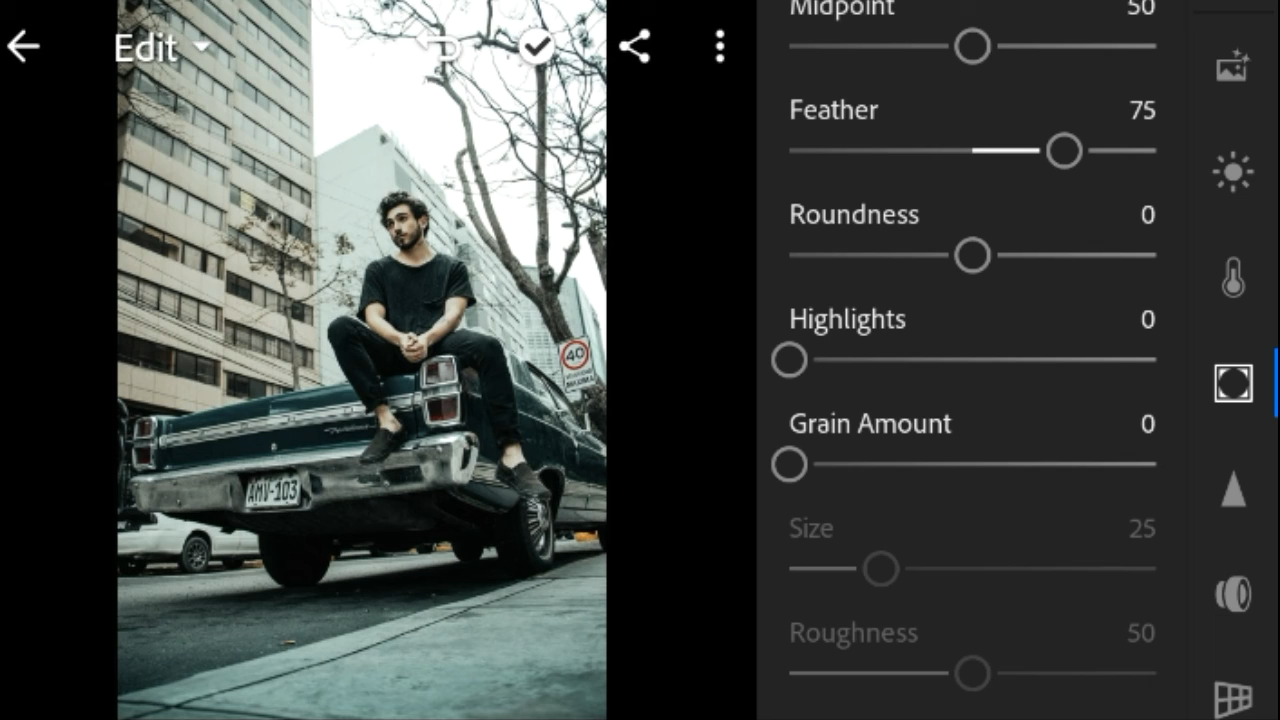 Edit
Midpoint 50
Feather 75
Roundness 0
Highlights 0
Grain Amount 0
Size 25
Roughness 50
40
AMV-103